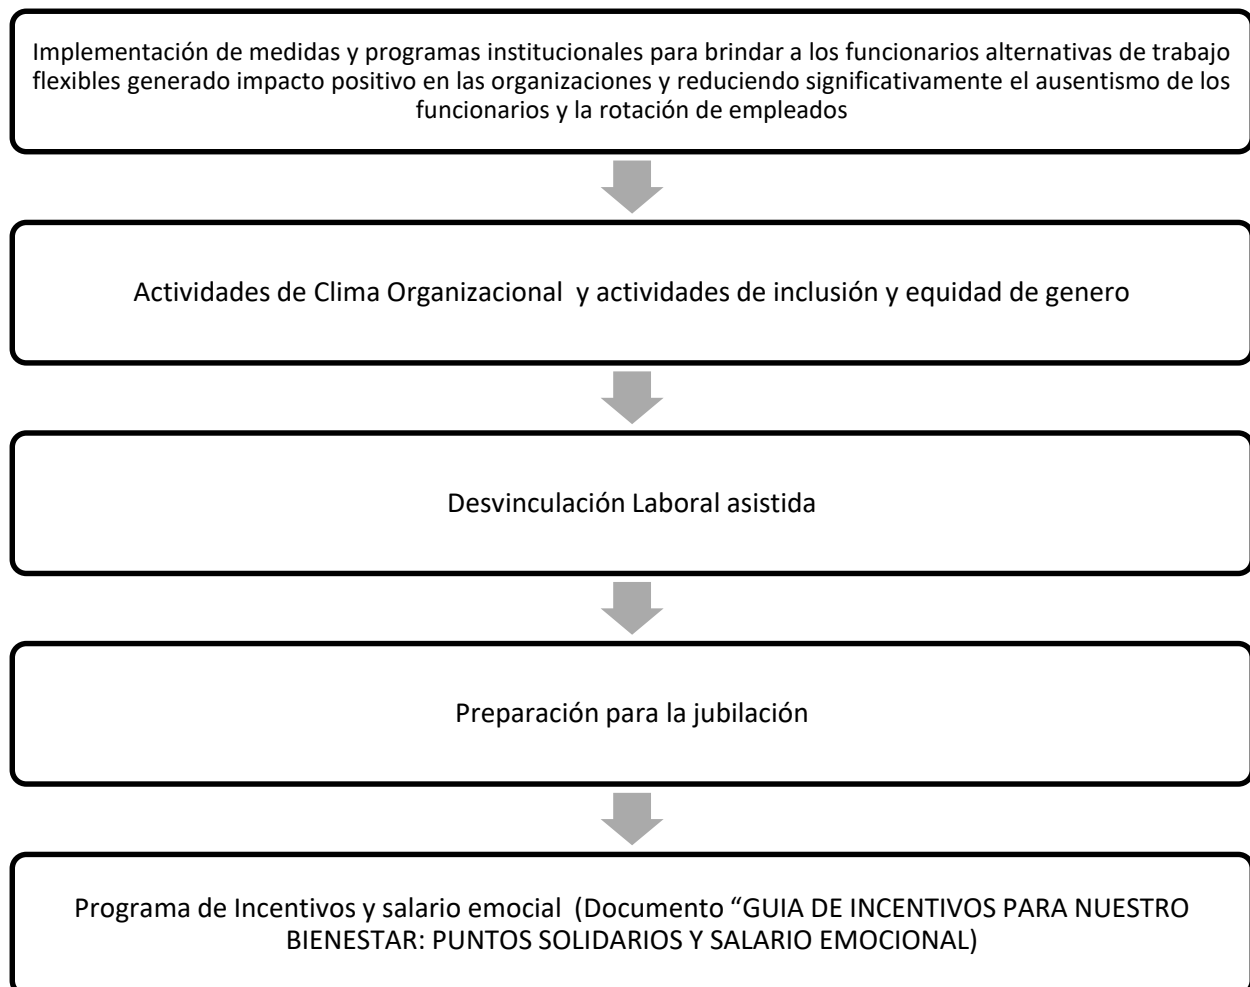 Implementación de medidas y programas institucionales para brindar a los funcionarios alternativas de trabajo
flexibles generado impacto positivo en las organizaciones y reduciendo significativamente el ausentismo de los
funcionarios y la rotación de empleados
Actividades de Clima Organizacional y actividades de inclusión y equidad de genero
Desvinculación Laboral asistida
Preparación para la jubilación
Programa de Incentivos y salario emocial (Documento “GUIA DE INCENTIVOS PARA NUESTRO
BIENESTAR: PUNTOS SOLIDARIOS Y SALARIO EMOCIONAL)